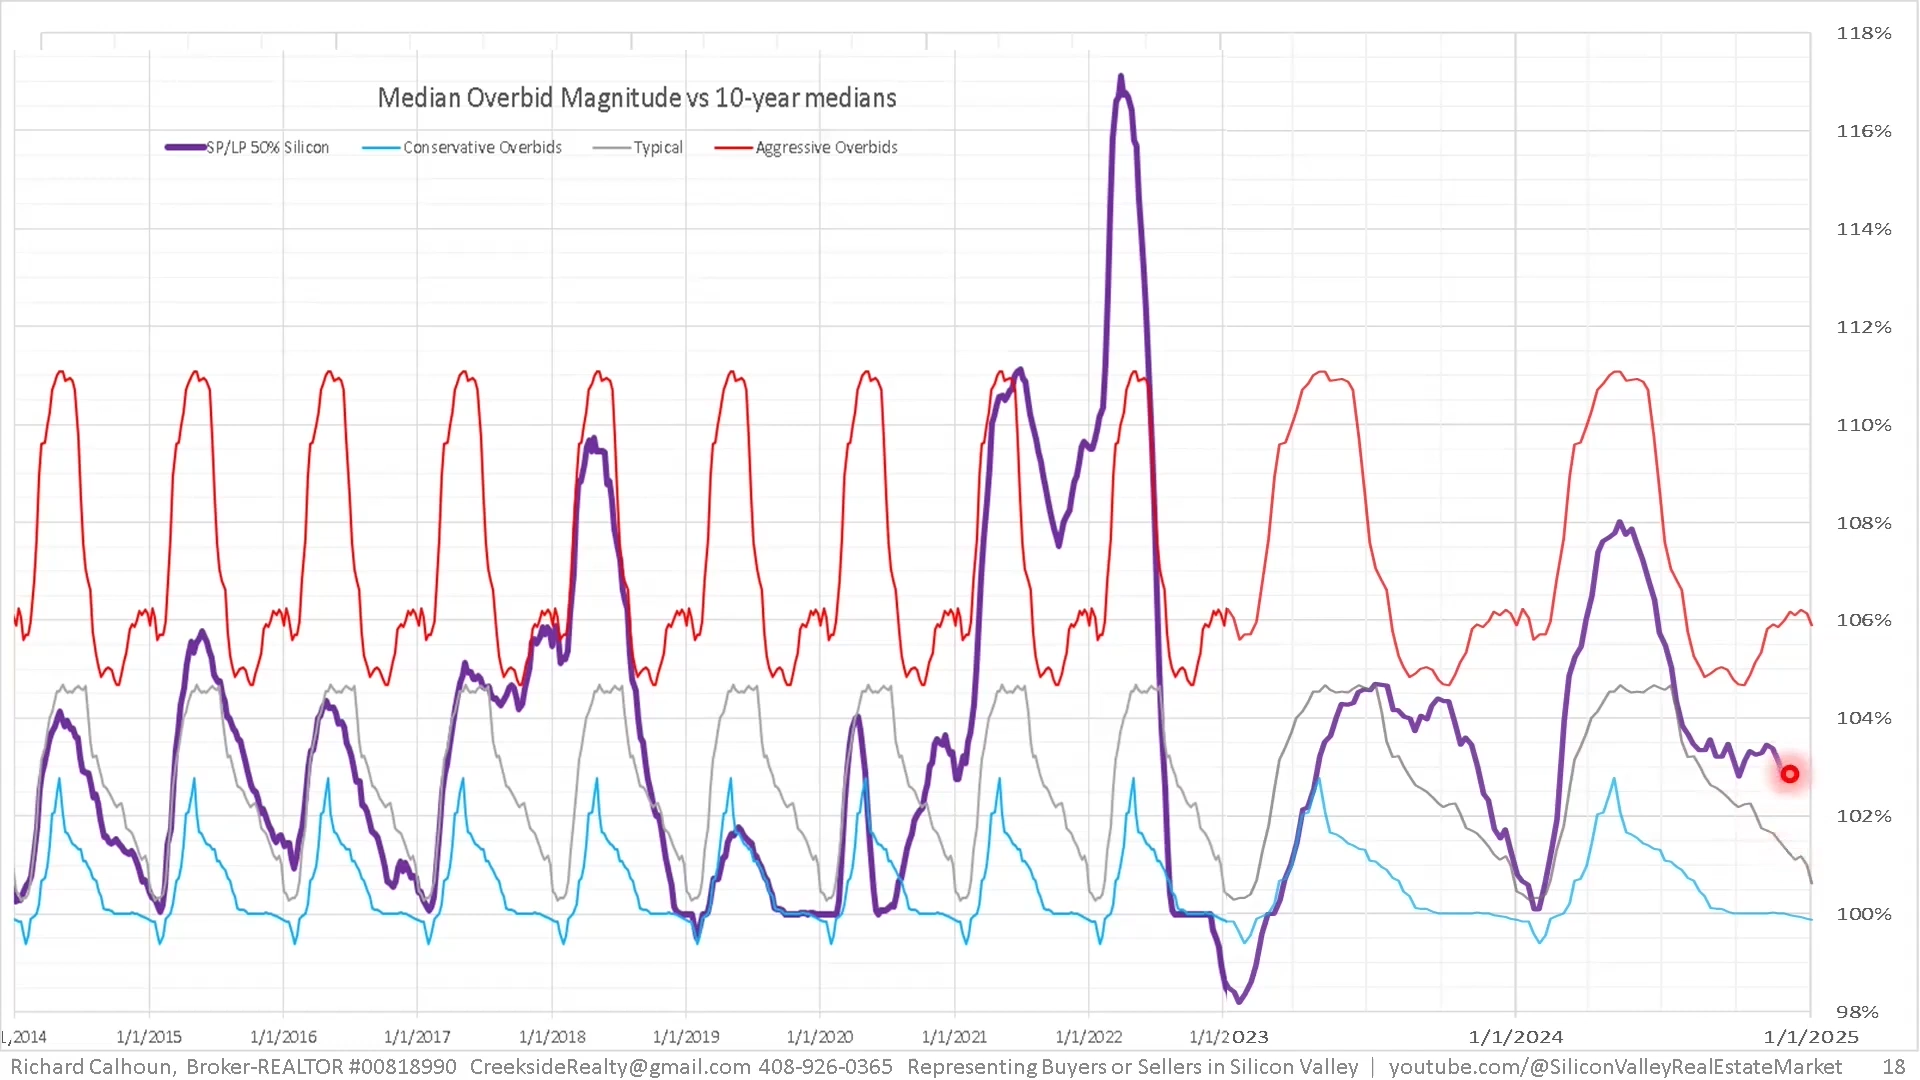 118%
Median Overbid Magnitude vs 10-year medians
SP/LP 50% Silicon Conservative Overbids Typical Aggressive Overbids
116%
114%
112%
110%
108%
106%
104%
102%
100%
98%
1/1/2015 1/1/2016 1/1/2017 1/1/2018 1/1/2019 1/1/2020 1/1/2021 1/1/2022 1/1/2023 1/1/2024 1/1/2025
Richard Calhoun, Broker-REALTOR #00818990 CreeksideRealty@gmail.com 408-926-0365 Representing Buyers or Sellers in Silicon Valley | youtube.com/@SiliconValleyRealEstateMarket 18